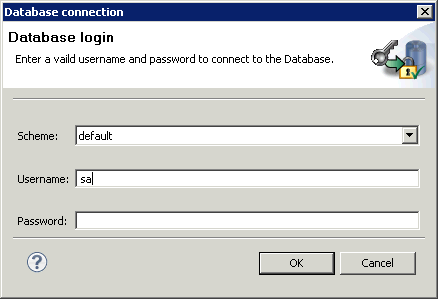 Database connection
Database login
Enter a vaild username and password to connect to the Database.
Scheme: default
Username: sa
Password:
? OK Cancel